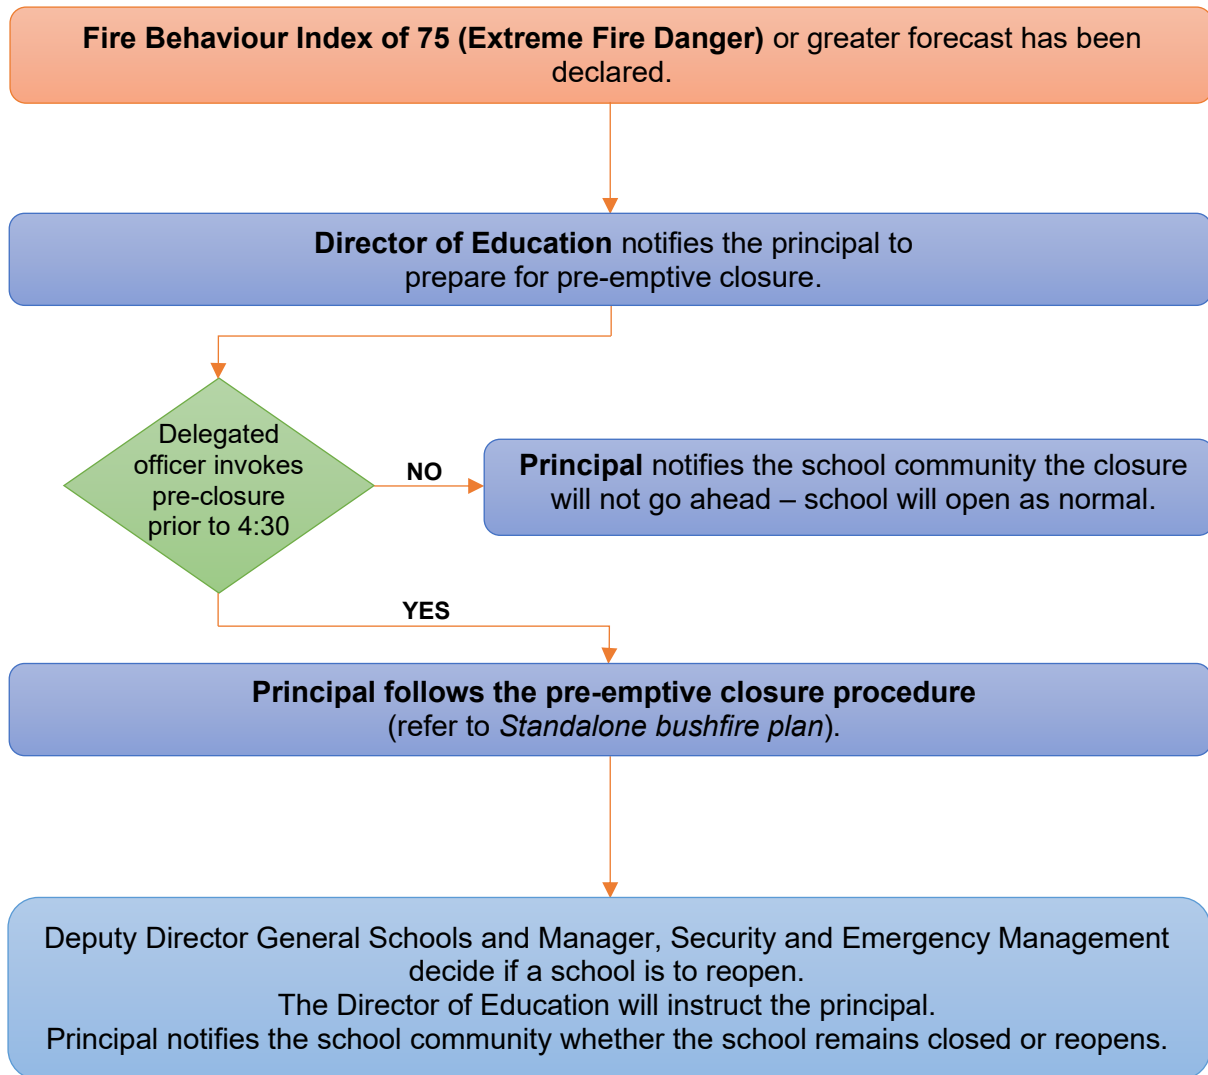 Fire Behaviour Index of 75 (Extreme Fire Danger) or greater forecast has been
declared.
Director of Education notifies the principal to
prepare for pre-emptive closure.
Delegated
officer invokes
pre-closure
prior to 4:30
NO
Principal notifies the school community the closure
will not go ahead – school will open as normal.
YES
Principal follows the pre-emptive closure procedure
(refer to Standalone bushfire plan).
Deputy Director General Schools and Manager, Security and Emergency Management
decide if a school is to reopen.
The Director of Education will instruct the principal.
Principal notifies the school community whether the school remains closed or reopens.